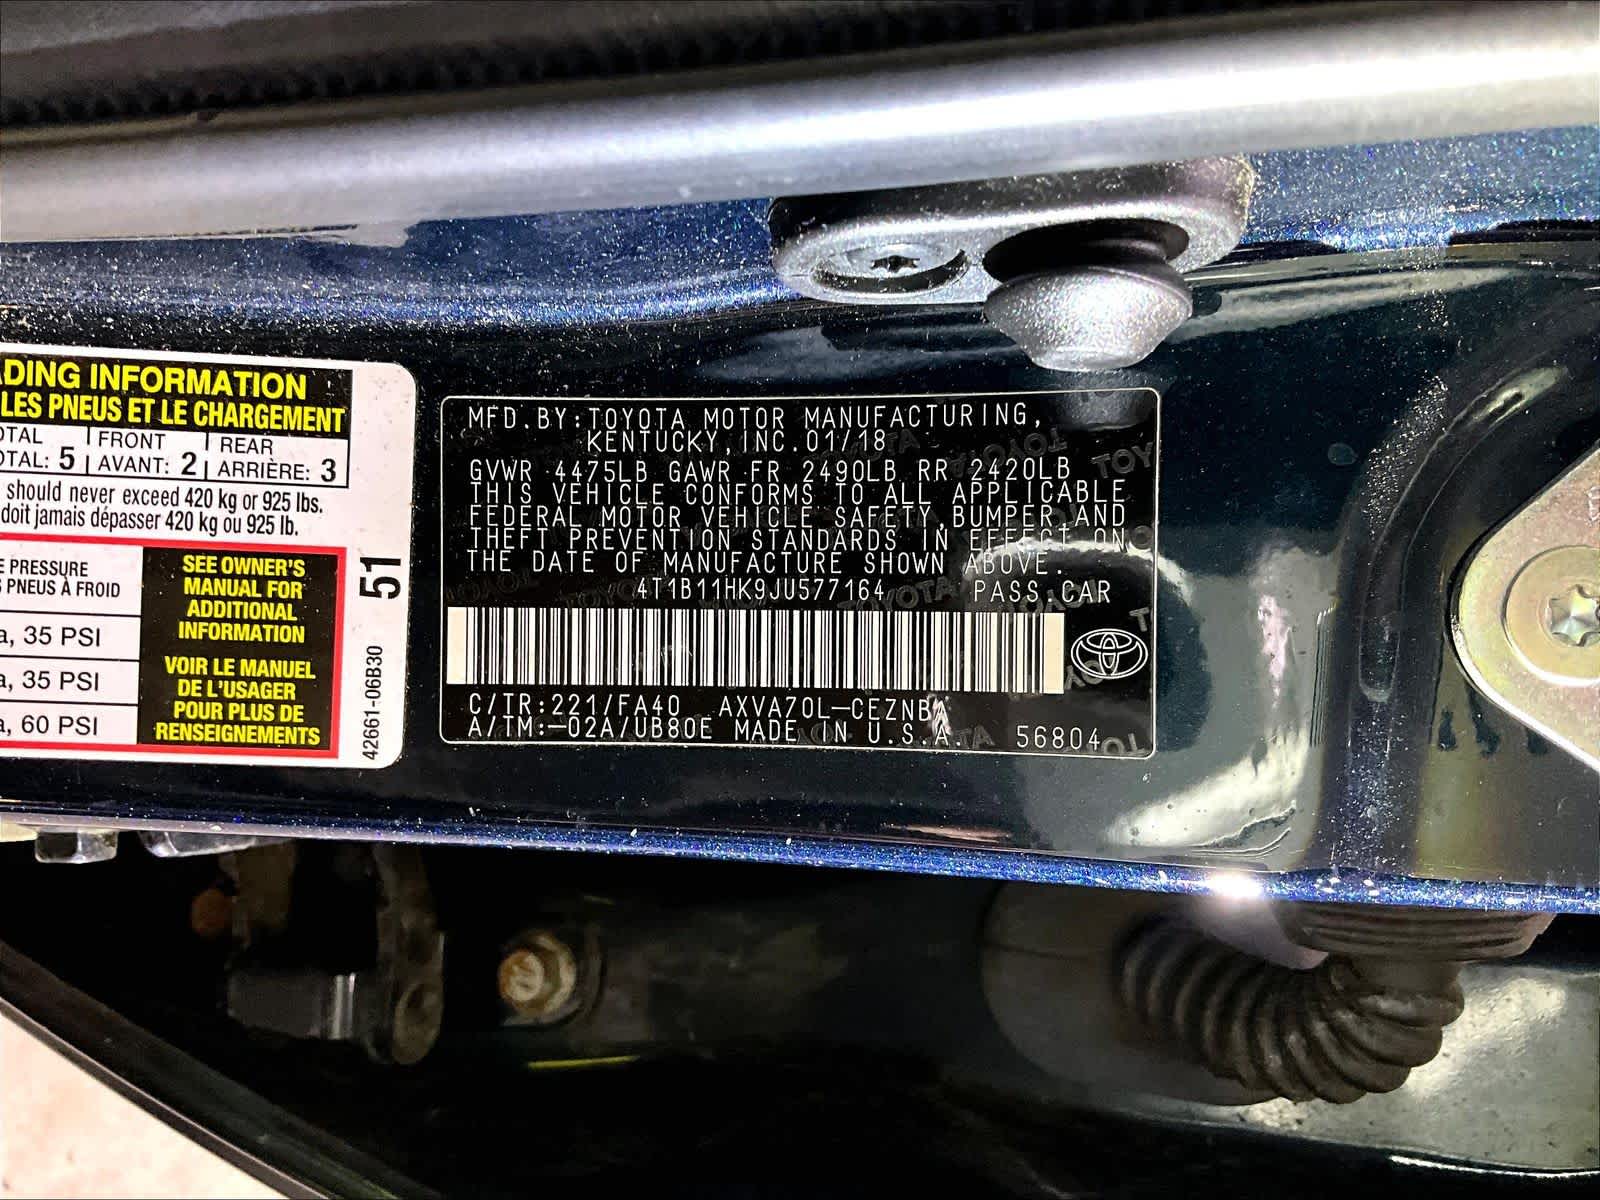 ADING INFORMATION
LES PNEUS ET LE CHARGEMENT
OTAL FRONT REAR
OTAL: 5 AVANT: 2 ARRIÈRE: 3
should never exceed 420 kg or 925 lbs.
doit jamais dépasser 420 kg ou 925 lb.
E PRESSURE
S PNEUS À FROID
a, 35 PSI
a, 35 PSI
a, 60 PSI
SEE OWNER'S
MANUAL FOR
ADDITIONAL
INFORMATION
VOIR LE MANUEL
DE L'USAGER
POUR PLUS DE
RENSEIGNEMENTS
51
42661-06B30
MFD.BY:TOYOTA MOTOR MANUFACTURING,
KENTUCKY,INC.01/18
GVWR 4475LB GAWR FR 2490LB RR 2420LB
THIS VEHICLE CONFORMS TO ALL APPLICABLE
FEDERAL MOTOR VEHICLE SAFETY,BUMPER,AND
THEFT PREVENTION STANDARDS IN EFFECT ON
THE DATE OF MANUFACTURE SHOWN ABOVE.
4T1B11HK9JU577164 PASS.CAR
C/TR:221/FA40 AXVA70L-CEZNB
A/TM:-02A/UB80E MADE IN U.S.A. 56804